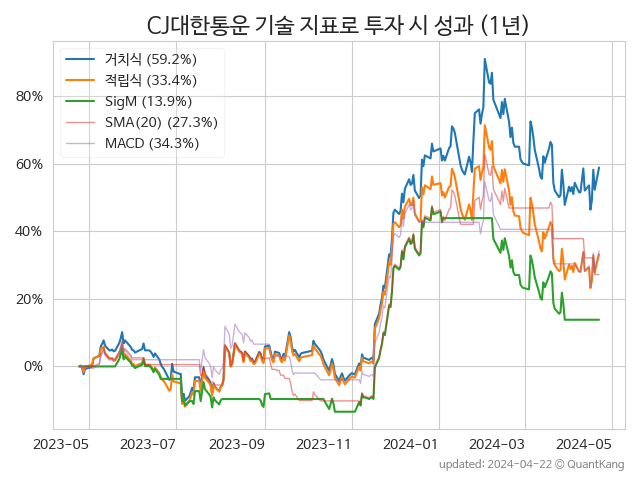 CJ대한통운 기술 지표로 투자 시 성과 (1년)
거치식 (59.2%)
적립식 (33.4%)
SigM (13.9%)
SMA(20) (27.3%)
MACD (34.3%)
80%
60%
40%
20%
0%
2023-05 2023-07 2023-09 2023-11 2024-01 2024-03 2024-05
updated: 2024-04-22 © QuantKang